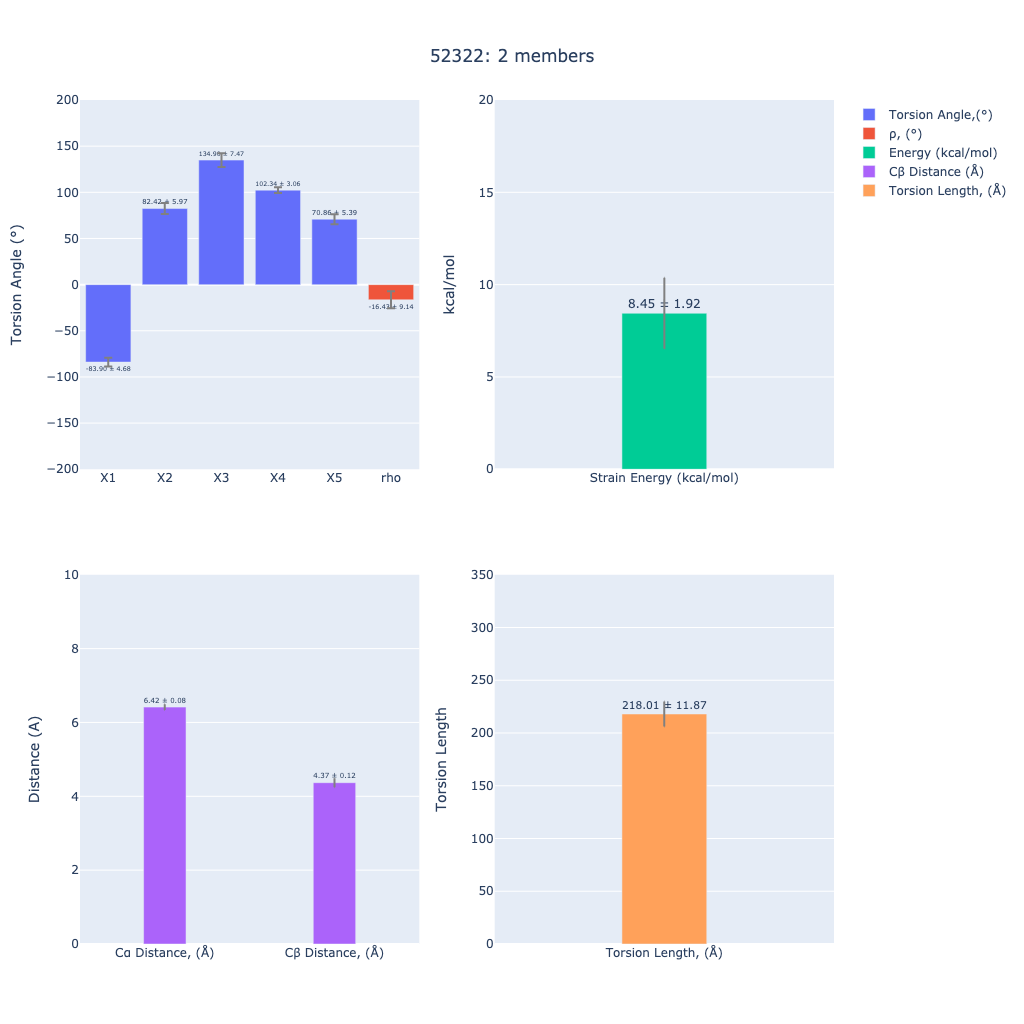 52322: 2 members
Torsion Angle (°)
200
150
100
50
0
−50
−100
−150
−200
± 7.47
102.34 ± 3.06
82.42 ± 5.97
70.86 ± 5.39
± 9.14
-83.90 ± 4.68
X1 X2 X3 X4 X5 rho
kcal/mol
20
15
10
5
0
8.45 ± 1.92
Strain Energy (kcal/mol)
Torsion Angle,(°)
ρ, (°)
Energy (kcal/mol)
Cβ Distance (Å)
Torsion Length, (Å)
Distance (A)
10
8
6
4
2
0
6.42 ± 0.08
4.37 ± 0.12
Cα Distance, (Å) Cβ Distance, (Å)
Torsion Length
350
300
250
200
150
100
50
0
218.01 ± 11.87
Torsion Length, (Å)